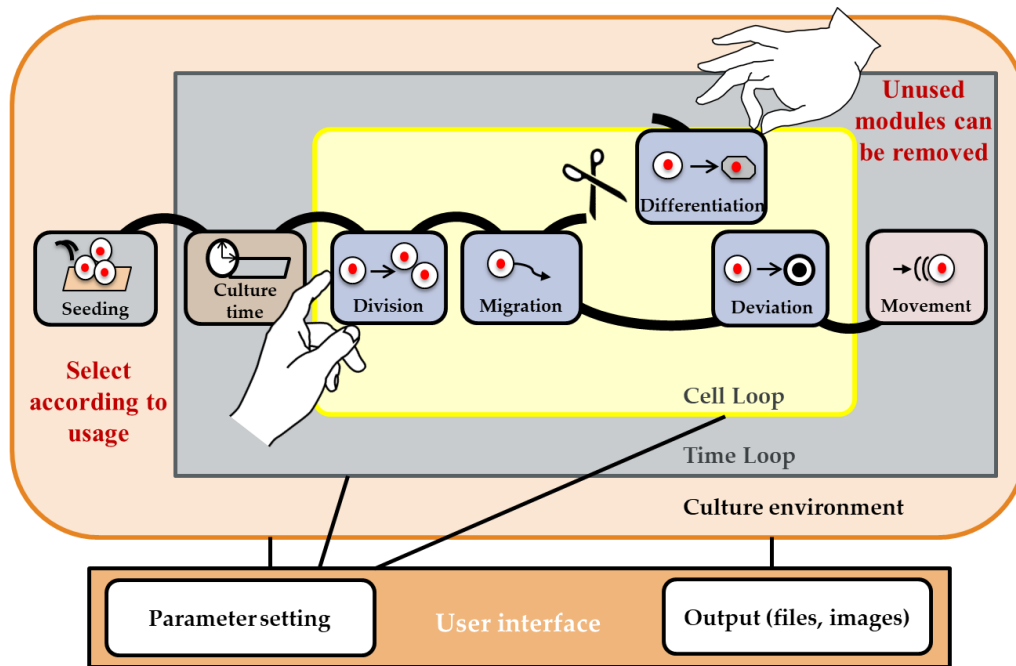 Unused
modules can
be removed
Differentiation
Seeding
Culture
time
Division
Migration
Deviation
Movement
Select
according to
usage
Cell Loop
Time Loop
Culture environment
Parameter setting
User interface
Output (files, images)